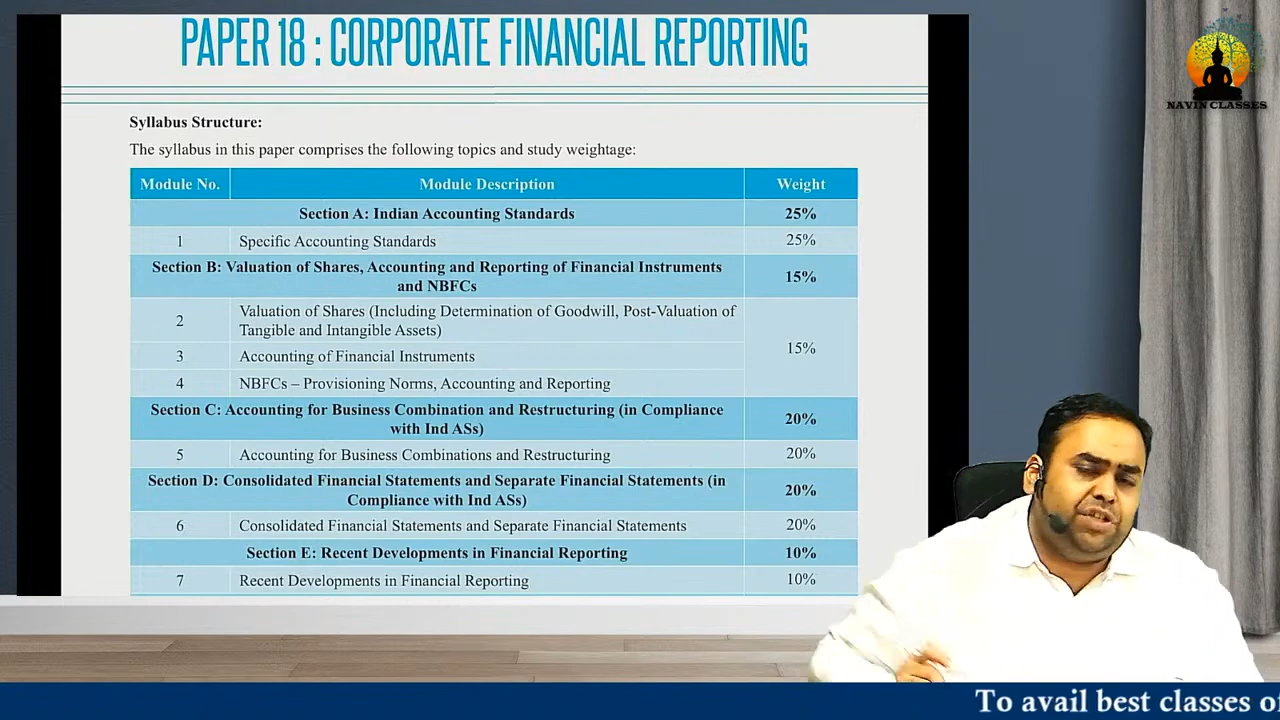 PAPER 18 : CORPORATE FINANCIAL REPORTING
NAVIN CLASSES
Syllabus Structure:
The syllabus in this paper comprises the following topics and study weightage:
Module No. Module Description Weight
Section A: Indian Accounting Standards 25%
1 Specific Accounting Standards 25%
Section B: Valuation of Shares, Accounting and Reporting of Financial Instruments
and NBFCs 15%
2 Valuation of Shares (Including Determination of Goodwill, Post-Valuation of
Tangible and Intangible Assets)
15%
3 Accounting of Financial Instruments
4 NBFCs – Provisioning Norms, Accounting and Reporting
Section C: Accounting for Business Combination and Restructuring (in Compliance
with Ind ASs) 20%
5 Accounting for Business Combinations and Restructuring 20%
Section D: Consolidated Financial Statements and Separate Financial Statements (in
Compliance with Ind ASs) 20%
6 Consolidated Financial Statements and Separate Financial Statements 20%
Section E: Recent Developments in Financial Reporting 10%
7 Recent Developments in Financial Reporting 10%
To avail best classes of